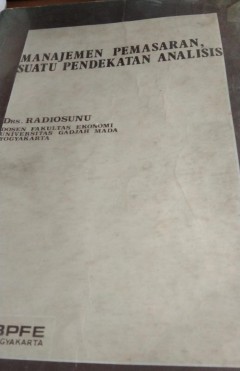 MANAJEMEN PEMASARAN,
SUATU PENDEKATAN ANALISIS
Drs. RADIOSUNU
DOSEN FAKULTAS EKONOMI
UNIVERSITAS GADJAH MADA
YOGYAKARTA
BPFE
YOGYAKARTA